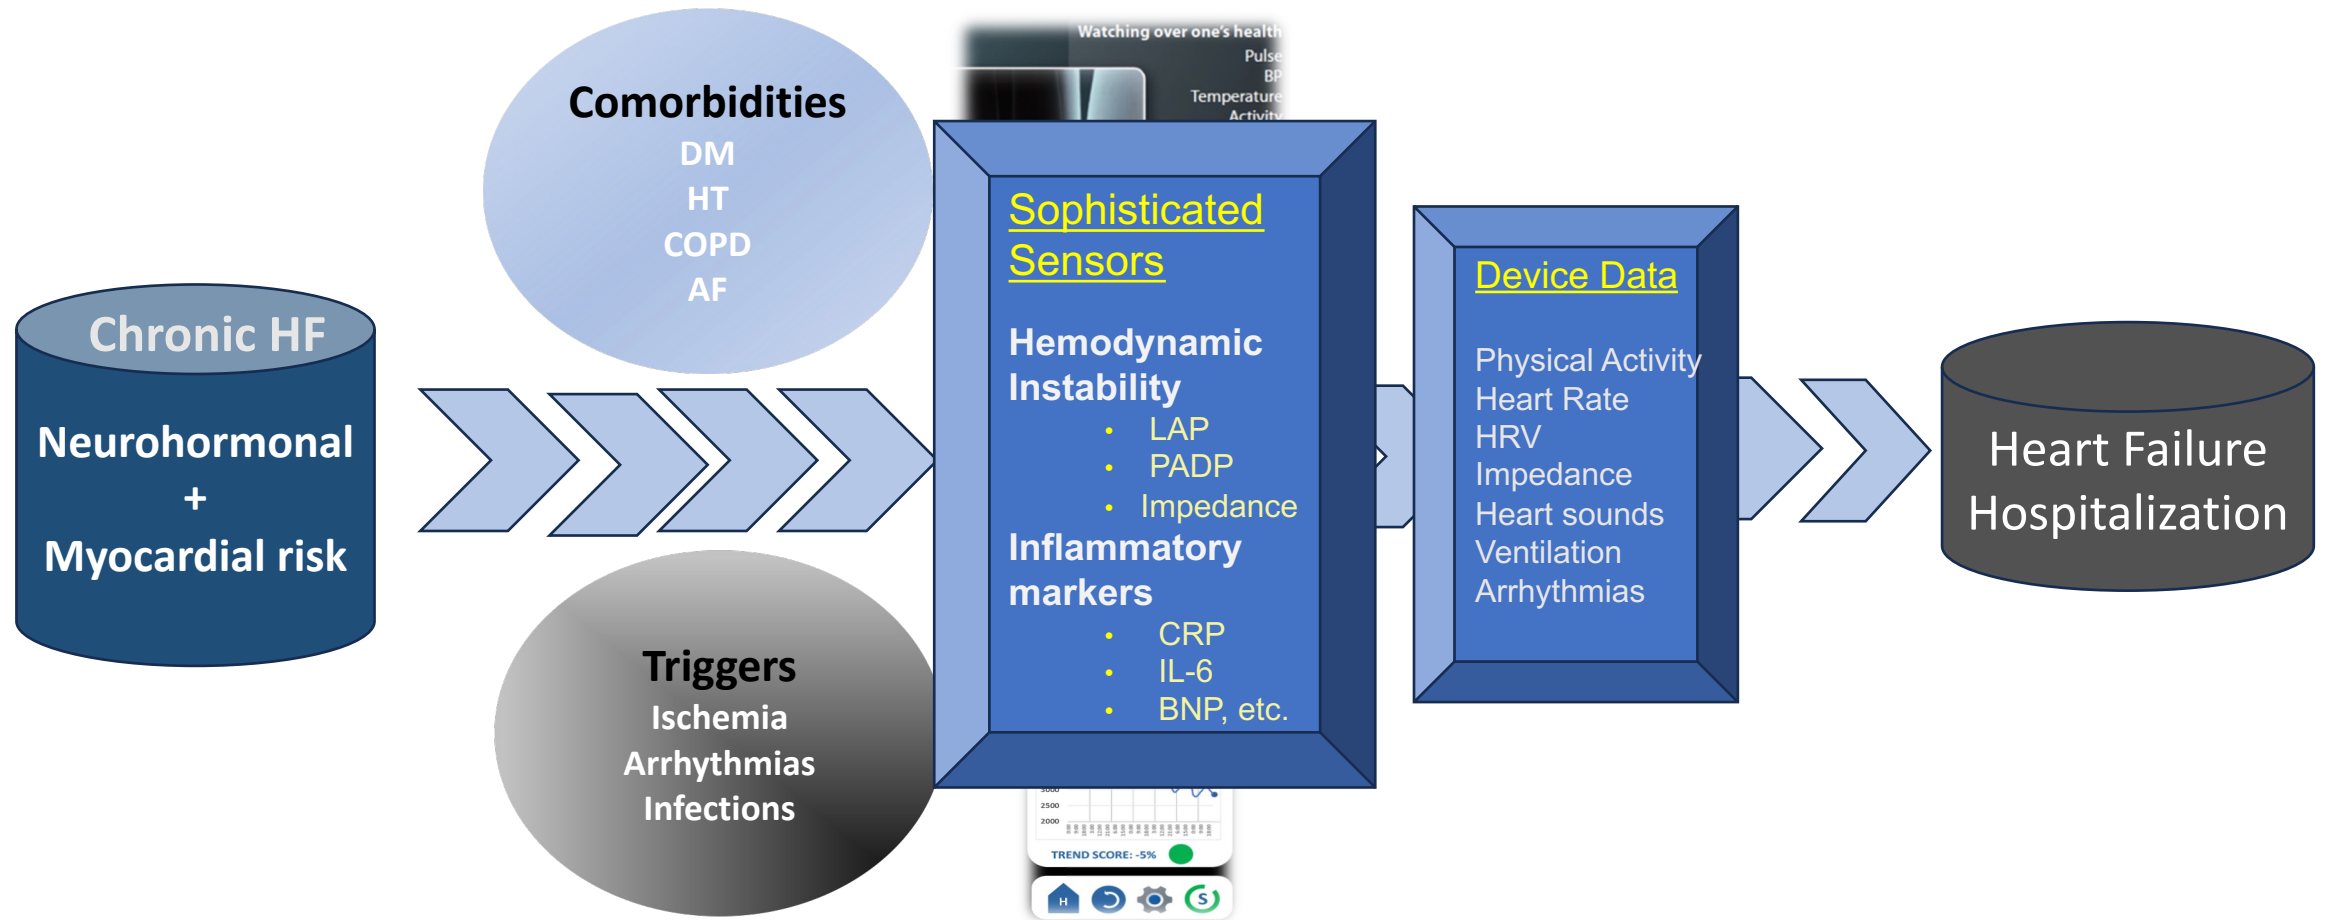 Chronic HF
Neurohormonal
+
Myocardial risk
Comorbidities
DM
HT
COPD
AF
Triggers
Ischemia
Arrhythmias
Infections
Watching over one's health
Pulse
BP
Temperature
Activity
Sophisticated
Sensors
Hemodynamic
Instability
• LAP
• PADP
• Impedance
Inflammatory
markers
• CRP
• IL-6
• BNP, etc.
3000
2500
2000
TREND SCORE: -5%
H
S
Device Data
Physical Activity
Heart Rate
HRV
Impedance
Heart sounds
Ventilation
Arrhythmias
Heart Failure
Hospitalization